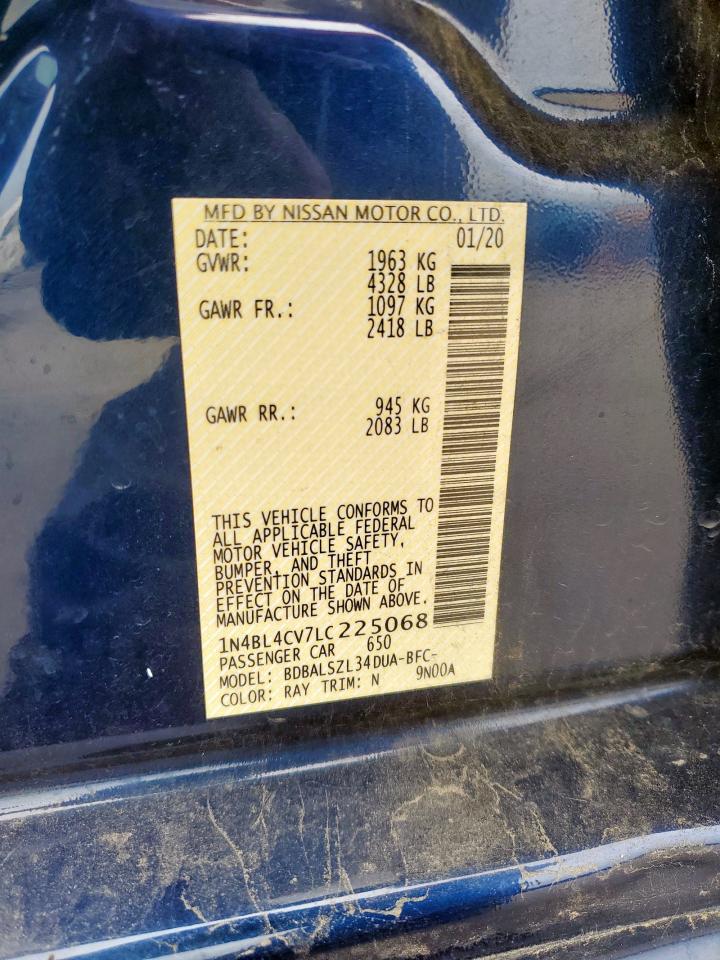 MFD BY NISSAN MOTOR CO., LTD.
DATE: 01/20
GVWR: 1963 KG
4328 LB
GAWR FR.: 1097 KG
2418 LB
GAWR RR.: 945 KG
2083 LB
THIS VEHICLE CONFORMS TO
ALL APPLICABLE FEDERAL
MOTOR VEHICLE SAFETY,
BUMPER, AND THEFT
PREVENTION STANDARDS IN
EFFECT ON THE DATE OF
MANUFACTURE SHOWN ABOVE.
1N4BL4CV7LC225068
PASSENGER CAR 650
MODEL: BDBALSZL34DUA-BFC-
COLOR: RAY TRIM: N 9N00A